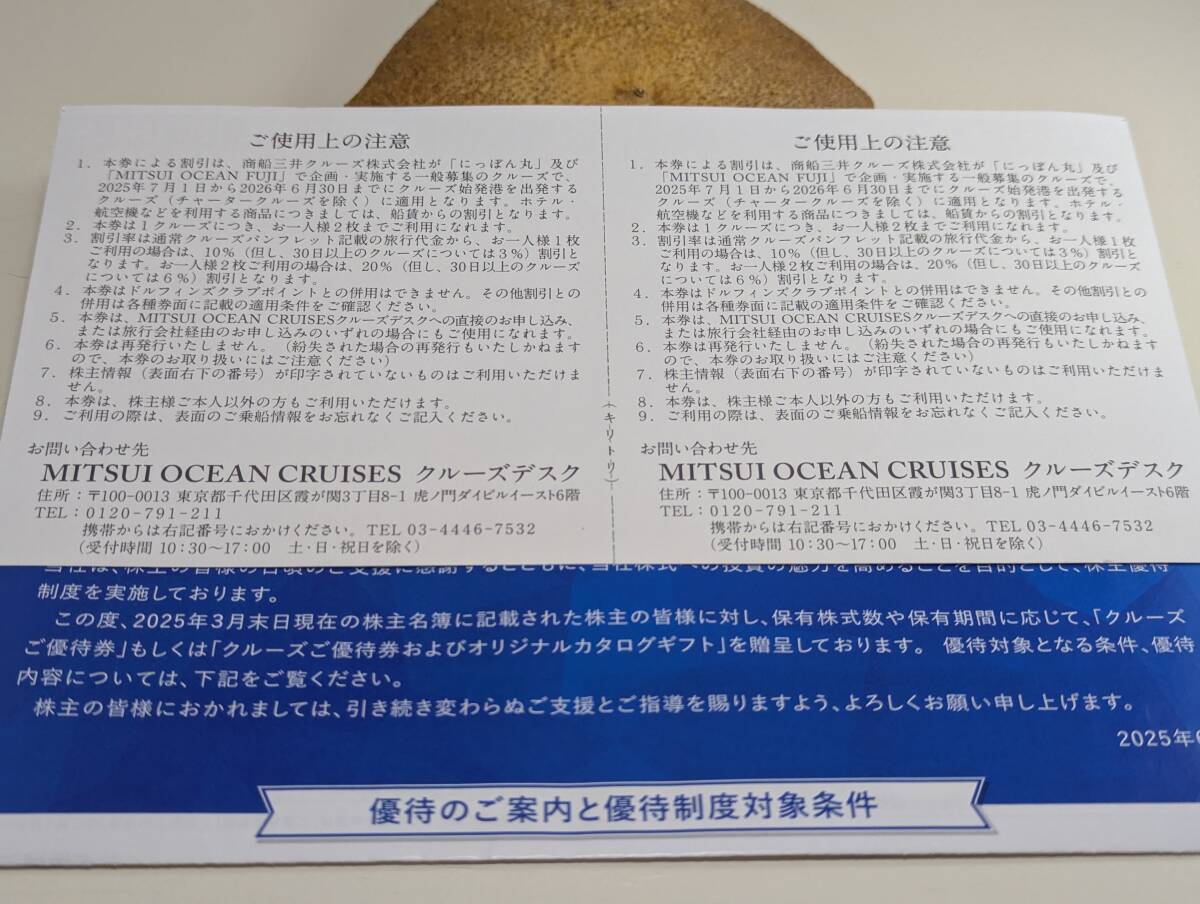 ご使用上の注意
1. 本券による割引は、商船三井クルーズ株式会社が「にっぽん丸」及び
「MITSUI OCEAN FUJI」で企画・実施する一般募集のクルーズで、
2025年7月1日から2026年6月30日までにクルーズ始発港を出発する
クルーズ（チャータークルーズを除く）に適用となります。ホテル・
航空機などを利用する商品につきましては、船賃からの割引となります。
2. 本券は1クルーズにつき、お一人様2枚までご利用になれます。
3. 割引率は通常クルーズパンフレット記載の旅行代金から、お一人様1枚
ご利用の場合は、10％（但し、30日以上のクルーズについては3％）割引と
なります。お一人様2枚ご利用の場合は、20％（但し、30日以上のクルーズ
については6％）割引となります。
4. 本券はドルフィンズクラブポイントとの併用はできません。その他割引との
併用は各種券面に記載の適用条件をご確認ください。
5. 本券は、MITSUI OCEAN CRUISESクルーズデスクへの直接のお申し込み、
または旅行会社経由のお申し込みのいずれの場合にもご使用になれます。
6. 本券は再発行いたしません。（紛失された場合の再発行もいたしかねます
ので、本券のお取り扱いにはご注意ください）
7. 株主情報（表面右下の番号）が印字されていないものはご利用いただけま
せん。
8. 本券は、株主様ご本人以外の方もご利用いただけます。
9. ご利用の際は、表面のご乗船情報をお忘れなくご記入ください。
お問い合わせ先
MITSUI OCEAN CRUISES クルーズデスク
住所：〒100-0013 東京都千代田区霞が関3丁目8-1 虎ノ門ダイビルイースト6階
TEL：0120-791-211
携帯からは右記番号におかけください。TEL 03-4446-7532
（受付時間 10:30～17:00 土・日・祝日を除く）
（キリトリ）
ご使用上の注意
1. 本券による割引は、商船三井クルーズ株式会社が「にっぽん丸」及び
「MITSUI OCEAN FUJI」で企画・実施する一般募集のクルーズで、
2025年7月1日から2026年6月30日までにクルーズ始発港を出発する
クルーズ（チャータークルーズを除く）に適用となります。ホテル・
航空機などを利用する商品につきましては、船賃からの割引となります。
2. 本券は1クルーズにつき、お一人様2枚までご利用になれます。
3. 割引率は通常クルーズパンフレット記載の旅行代金から、お一人様1枚
ご利用の場合は、10％（但し、30日以上のクルーズについては3％）割引と
なります。お一人様2枚ご利用の場合は、20％（但し、30日以上のクルーズ
については6％）割引となります。
4. 本券はドルフィンズクラブポイントとの併用はできません。その他割引との
併用は各種券面に記載の適用条件をご確認ください。
5. 本券は、MITSUI OCEAN CRUISESクルーズデスクへの直接のお申し込み、
または旅行会社経由のお申し込みのいずれの場合にもご使用になれます。
6. 本券は再発行いたしません。（紛失された場合の再発行もいたしかねます
ので、本券のお取り扱いにはご注意ください）
7. 株主情報（表面右下の番号）が印字されていないものはご利用いただけま
せん。
8. 本券は、株主様ご本人以外の方もご利用いただけます。
9. ご利用の際は、表面のご乗船情報をお忘れなくご記入ください。
お問い合わせ先
MITSUI OCEAN CRUISES クルーズデスク
住所：〒100-0013 東京都千代田区霞が関3丁目8-1 虎ノ門ダイビルイースト6階
TEL：0120-791-211
携帯からは右記番号におかけください。TEL 03-4446-7532
（受付時間 10:30～17:00 土・日・祝日を除く）
当社は、株主の皆様の日頃のご支援に感謝するとともに、当社株式への投資の魅力を高めることを目的として、株主優待
制度を実施しております。
この度、2025年3月末日現在の株主名簿に記載された株主の皆様に対し、保有株式数や保有期間に応じて、「クルーズ
ご優待券」もしくは「クルーズご優待券およびオリジナルカタログギフト」を贈呈しております。 優待対象となる条件、優待
内容については、下記をご覧ください。
株主の皆様におかれましては、引き続き変わらぬご支援とご指導を賜りますよう、よろしくお願い申し上げます。
2025年6
優待のご案内と優待制度対象条件